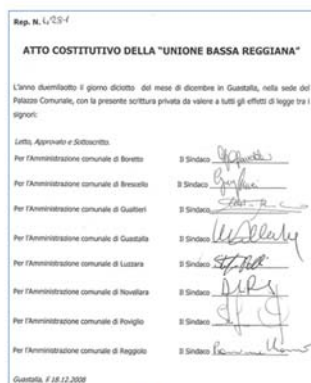 Rep. N. 4281
ATTO COSTITUTIVO DELLA "UNIONE BASSA REGGIANA"
L'anno duemilaotto il giorno diciotto del mese di dicembre in Guastalla, nella sede del
Palazzo Comunale, con la presente scrittura privata da valere a tutti gli effetti di legge tra i
signori:
Letto, Approvato e Sottoscritto.
Per l'Amministrazione comunale di Boretto Il Sindaco
Per l'Amministrazione comunale di Brescello Il Sindaco
Per l'Amministrazione comunale di Gualtieri Il Sindaco
Per l'Amministrazione comunale di Guastalla Il Sindaco
Per l'Amministrazione comunale di Luzzara Il Sindaco
Per l'Amministrazione comunale di Novellara Il Sindaco
Per l'Amministrazione comunale di Poviglio Il Sindaco
Per l'Amministrazione comunale di Reggiolo Il Sindaco
Guastalla, lì 18.12.2008